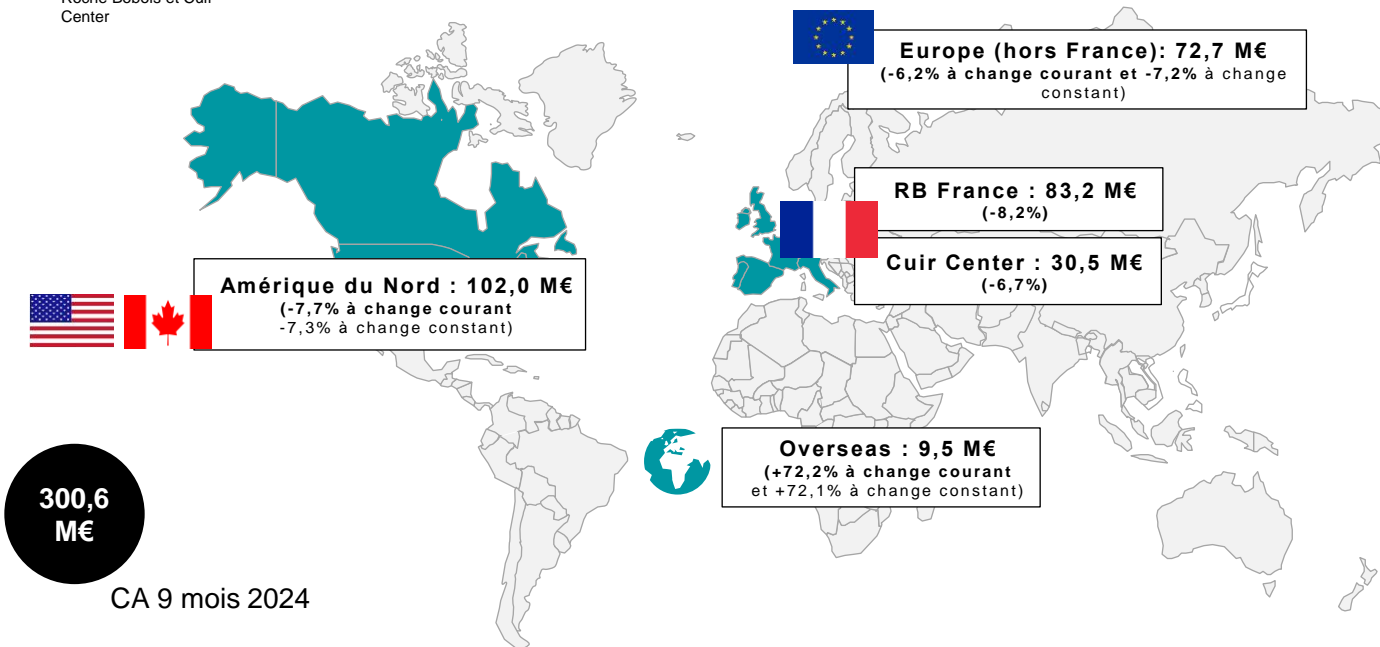 Center
Europe (hors France): 72,7 M€
(-6,2% à change courant et -7,2% à change
constant)
RB France : 83,2 M€
(-8,2%)
Cuir Center : 30,5 M€
(-6,7%)
Amérique du Nord : 102,0 M€
(-7,7% à change courant
-7,3% à change constant)
Overseas : 9,5 M€
(+72,2% à change courant
et +72,1% à change constant)
300,6
M€
CA 9 mois 2024